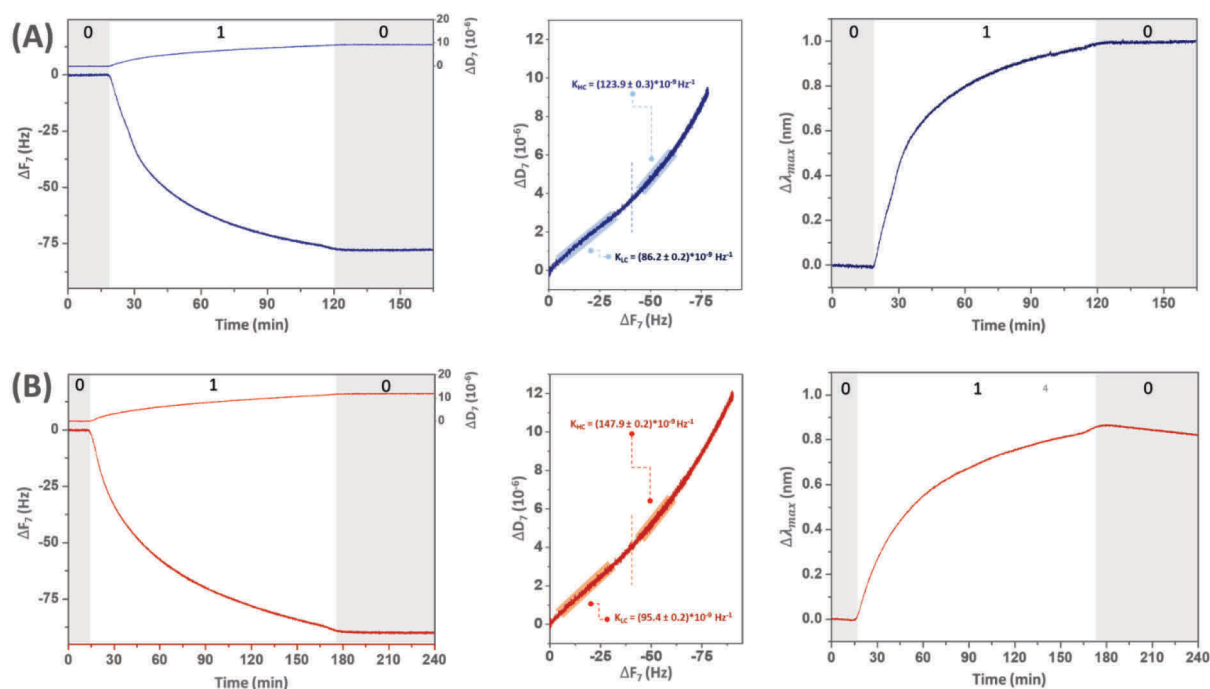 (A)
0 1 0
20
10
0
ΔD₇ (10⁻⁶)
0
-25
-50
-75
ΔF₇ (Hz)
0 30 60 90 120 150
Time (min)
12
10
8
6
4
2
0
ΔD₇ (10⁻⁶)
K_HC = (123.9 ± 0.3)*10⁻⁹ Hz⁻¹
K_LC = (86.2 ± 0.2)*10⁻⁹ Hz⁻¹
0 -25 -50 -75
ΔF₇ (Hz)
0 1 0
1.0
0.8
0.6
0.4
0.2
0.0
Δλmax (nm)
0 30 60 90 120 150
Time (min)
(B)
0 1 0
20
10
0
ΔD₇ (10⁻⁶)
0
-25
-50
-75
ΔF₇ (Hz)
0 30 60 90 120 150 180 210 240
Time (min)
12
10
8
6
4
2
0
ΔD₇ (10⁻⁶)
K_HC = (147.9 ± 0.2)*10⁻⁹ Hz⁻¹
K_LC = (95.4 ± 0.2)*10⁻⁹ Hz⁻¹
0 -25 -50 -75
ΔF₇ (Hz)
0 1 4 0
1.0
0.8
0.6
0.4
0.2
0.0
Δλmax (nm)
0 30 60 90 120 150 180 210 240
Time (min)